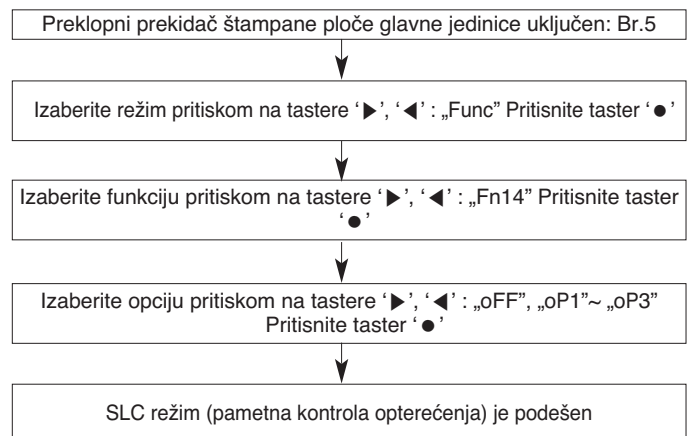 Preklopni prekidač štampane ploče glavne jedinice uključen: Br.5
Izaberite režim pritiskom na tastere ‘▶’, ‘◀’ : „Func” Pritisnite taster ‘●’
Izaberite funkciju pritiskom na tastere ‘▶’, ‘◀’ : „Fn14” Pritisnite taster
‘●’
Izaberite opciju pritiskom na tastere ‘▶’, ‘◀’ : „oFF”, „oP1”~ „oP3”
Pritisnite taster ‘●’
SLC režim (pametna kontrola opterećenja) je podešen